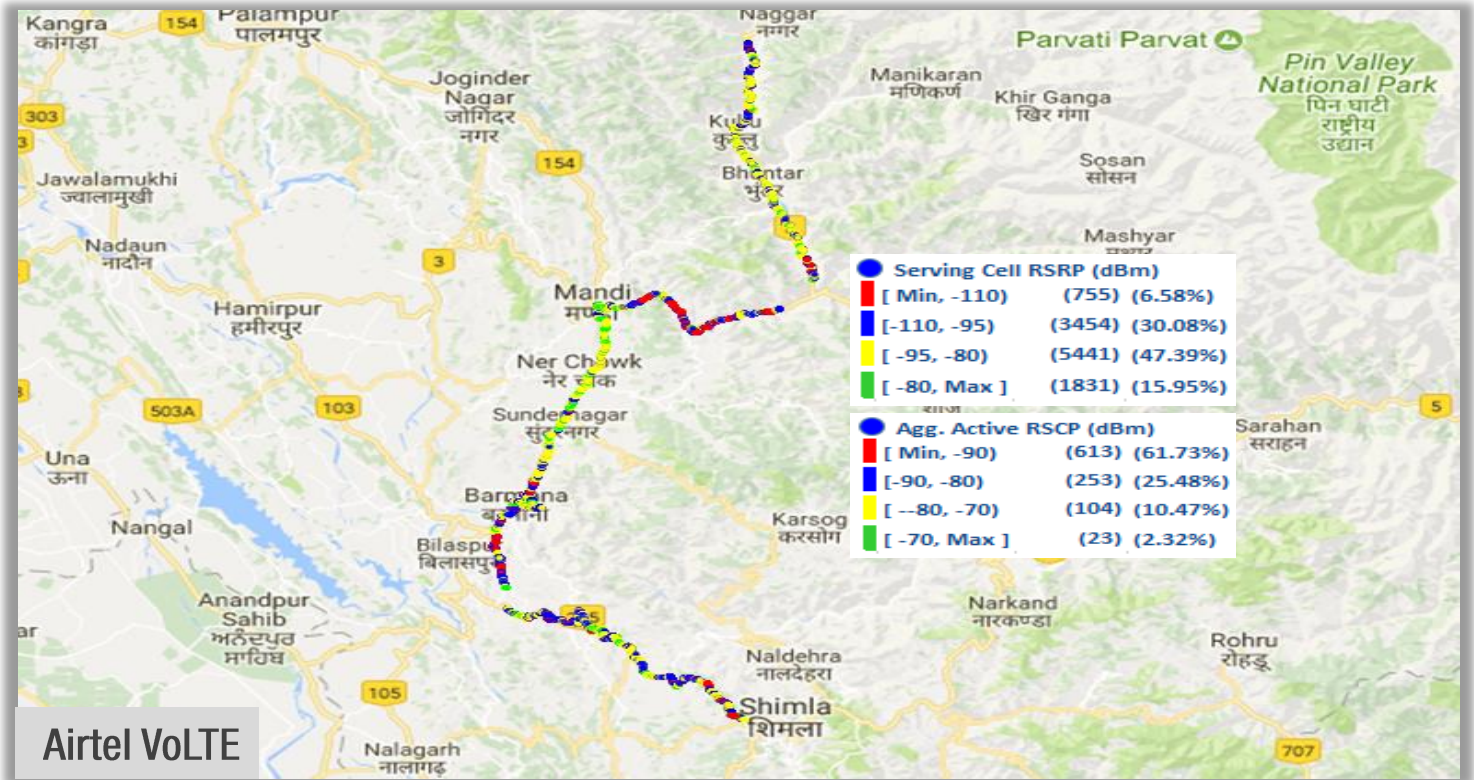 Kangra
कांगड़ा
154
Palampur
पालमपुर
Naggar
नग्गर
Parvati Parvat
Pin Valley
National Park
पिन घाटी
राष्ट्रीय
उद्यान
Joginder
Nagar
जोगिंदर
नगर
Manikaran
मणिकर्ण
Khir Ganga
खिर गंगा
303
3
154
Sosan
सोसन
Jawalamukhi
ज्वालामुखी
Bhuntar
Nadaun
नादौन
3
Mashyar
Hamirpur
हमीरपुर
Mandi
Serving Cell RSRP (dBm)
[ Min, -110) (755) (6.58%)
[-110, -95) (3454) (30.08%)
[ -95, -80) (5441) (47.39%)
[ -80, Max ] (1831) (15.95%)
Ner Chowk
नेर चौक
503A
103
Sundernagar
सुंदरनगर
5
Agg. Active RSCP (dBm)
[ Min, -90) (613) (61.73%)
[-90, -80) (253) (25.48%)
[ --80, -70) (104) (10.47%)
[ -70, Max ] (23) (2.32%)
Sarahan
सराहन
Una
ऊना
Barmana
Nangal
Karsog
करसोग
Bilaspur
बिलासपुर
Anandpur
Sahib
ਅਨੰਦਪੁਰ
ਸਾਹਿਬ
ar
Narkand
नारकण्डा
Rohru
रोहड़ू
Naldehra
नालदेहरा
105
Shimla
शिमला
Airtel VoLTE
Nalagarh
नालागढ़
707